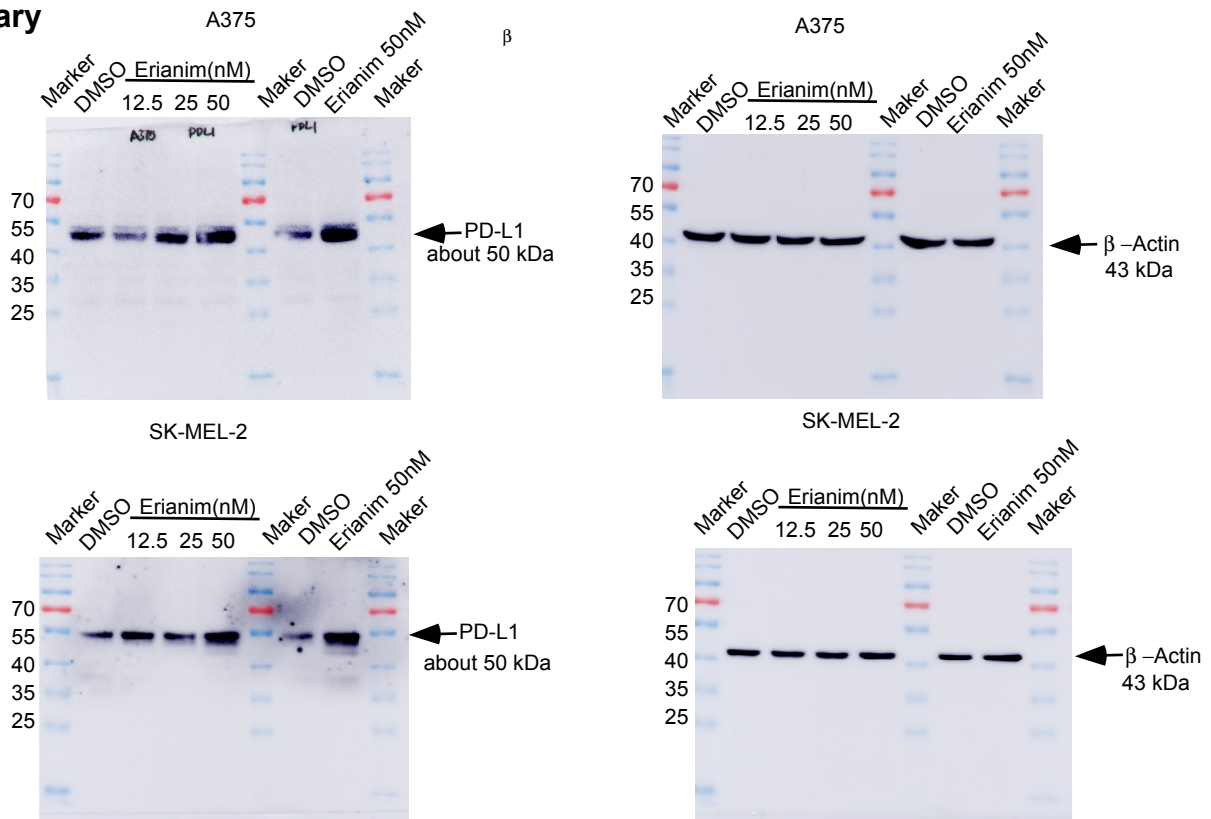 ary
A375
β
Marker DMSO Erianim(nM) Maker DMSO Erianim 50nM Maker
12.5 25 50
A375 PDL1 PDL1
70
55
40
35
25
PD-L1
about 50 kDa
A375
Marker DMSO Erianim(nM) Maker DMSO Erianim 50nM Maker
12.5 25 50
70
55
40
35
25
β –Actin
43 kDa
SK-MEL-2
Marker DMSO Erianim(nM) Maker DMSO Erianim 50nM Maker
12.5 25 50
70
55
40
35
25
PD-L1
about 50 kDa
SK-MEL-2
Marker DMSO Erianim(nM) Maker DMSO Erianim 50nM Maker
12.5 25 50
70
55
40
35
25
β –Actin
43 kDa